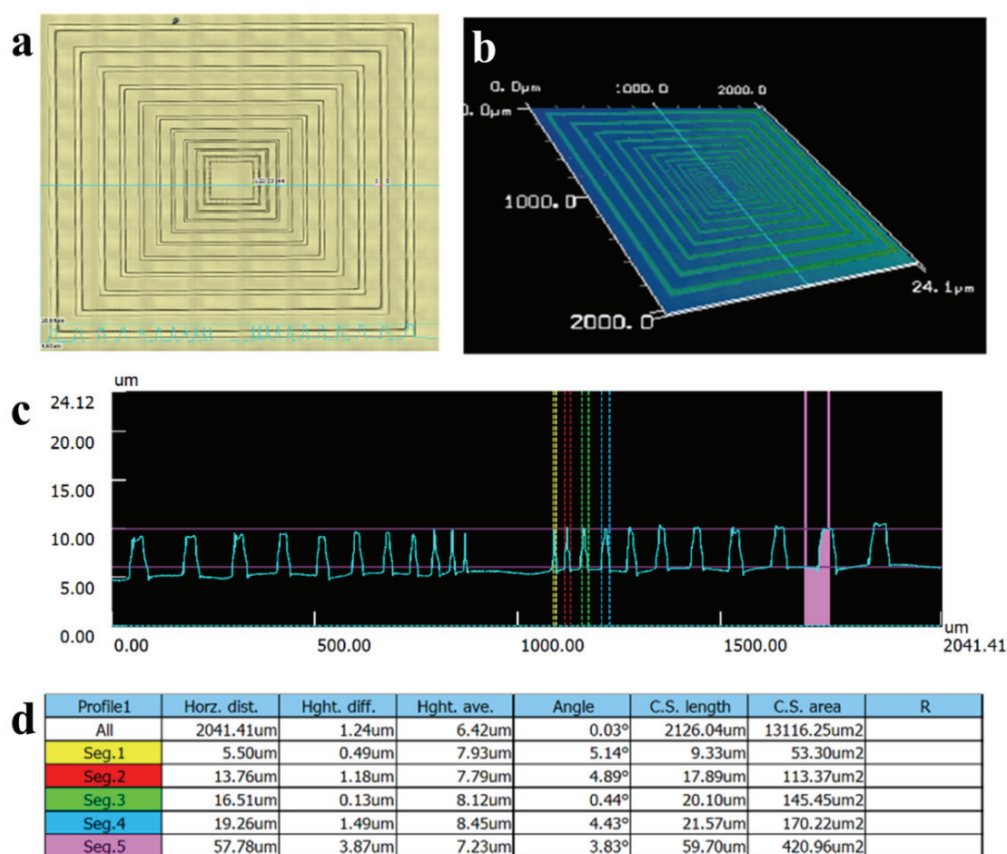 a
b
0.0µm
1000.0
2000.0
0.0µm
1000.0
2000.0
24.1µm
c
um
24.12
20.00
15.00
10.00
5.00
0.00
um
0.00 500.00 1000.00 1500.00 2041.41
d
Profile1 Horz. dist. Hght. diff. Hght. ave. Angle C.S. length C.S. area R
All 2041.41um 1.24um 6.42um 0.03° 2126.04um 13116.25um2
Seg.1 5.50um 0.49um 7.93um 5.14° 9.33um 53.30um2
Seg.2 13.76um 1.18um 7.79um 4.89° 17.89um 113.37um2
Seg.3 16.51um 0.13um 8.12um 0.44° 20.10um 145.45um2
Seg.4 19.26um 1.49um 8.45um 4.43° 21.57um 170.22um2
Seg.5 57.78um 3.87um 7.23um 3.83° 59.70um 420.96um2